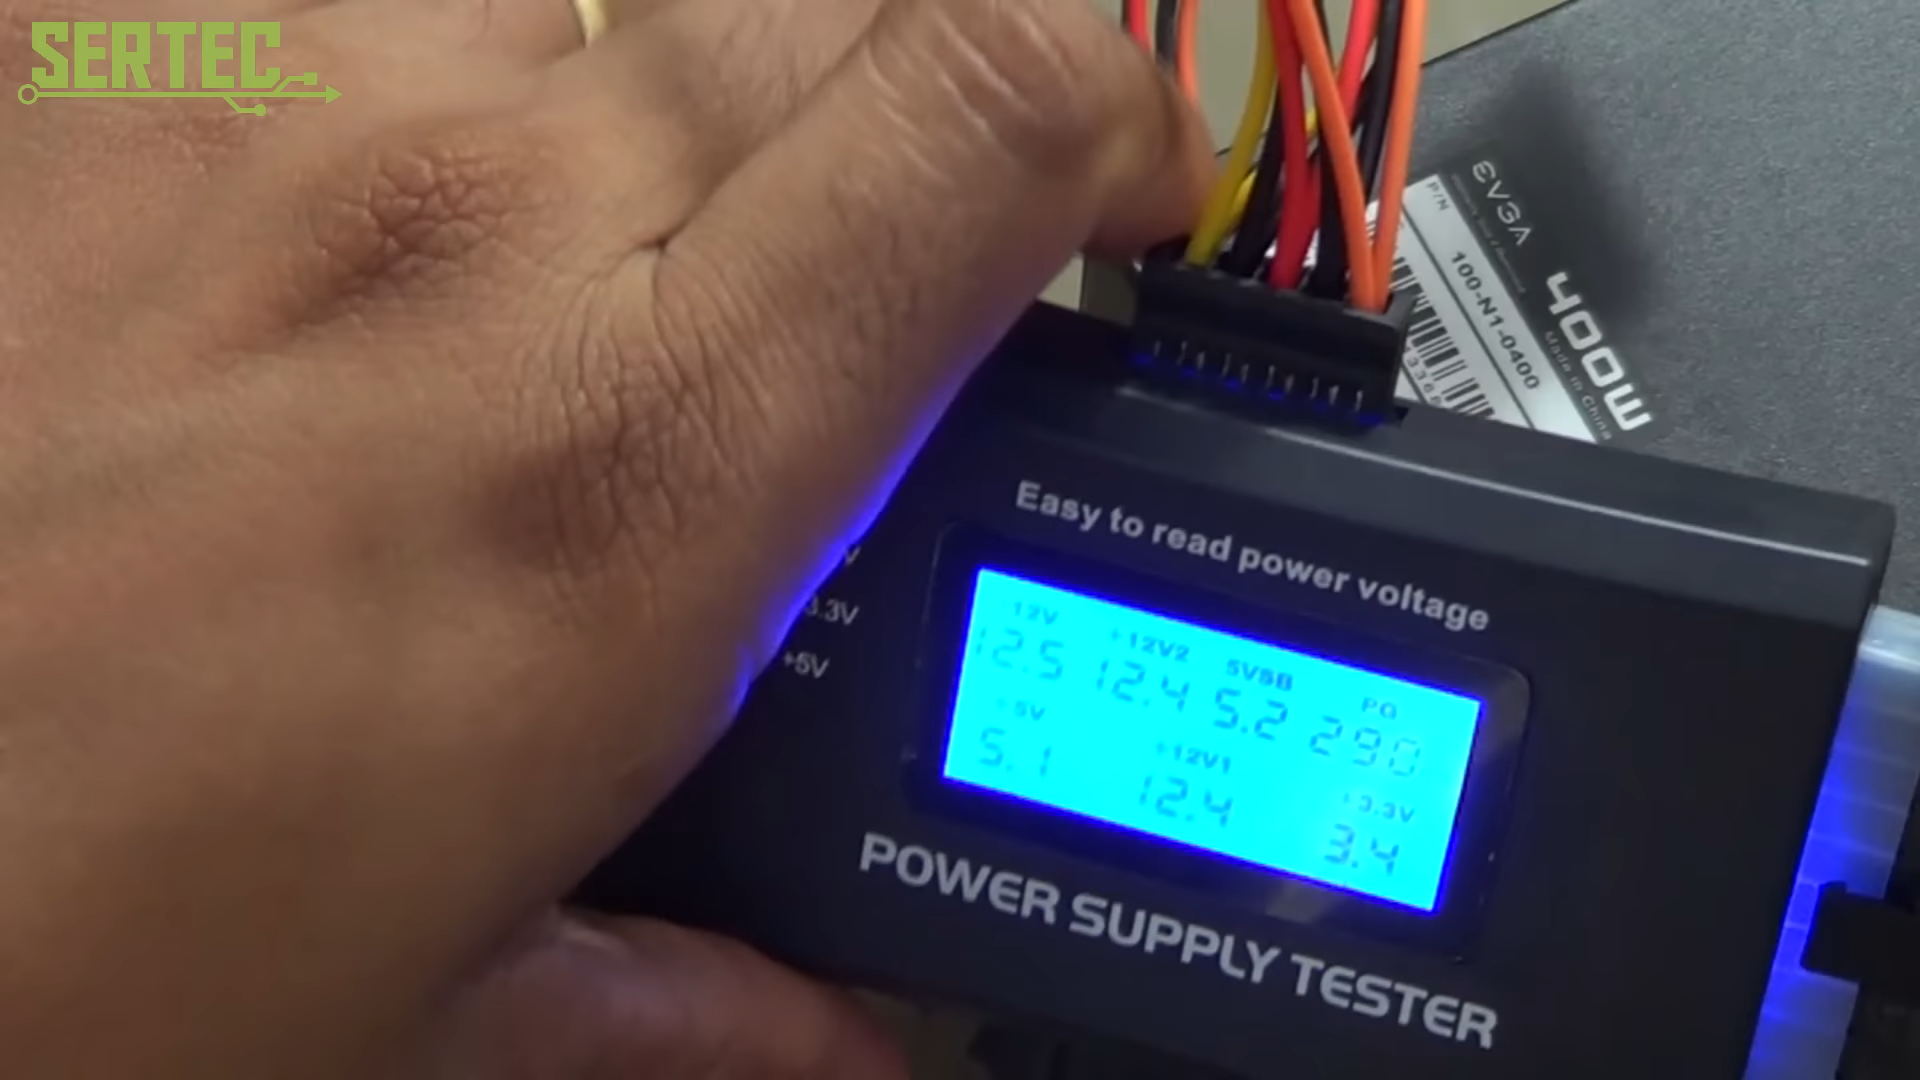 SERTEC
EVGA
400W
Made in China
P/N
100-N1-0400
Easy to read power voltage
V
3.3V
+5V
12V +12V2 5VSB PG
12.5 12.4 5.2 290
+5V +12V1 +3.3V
5.1 12.4 3.4
POWER SUPPLY TESTER